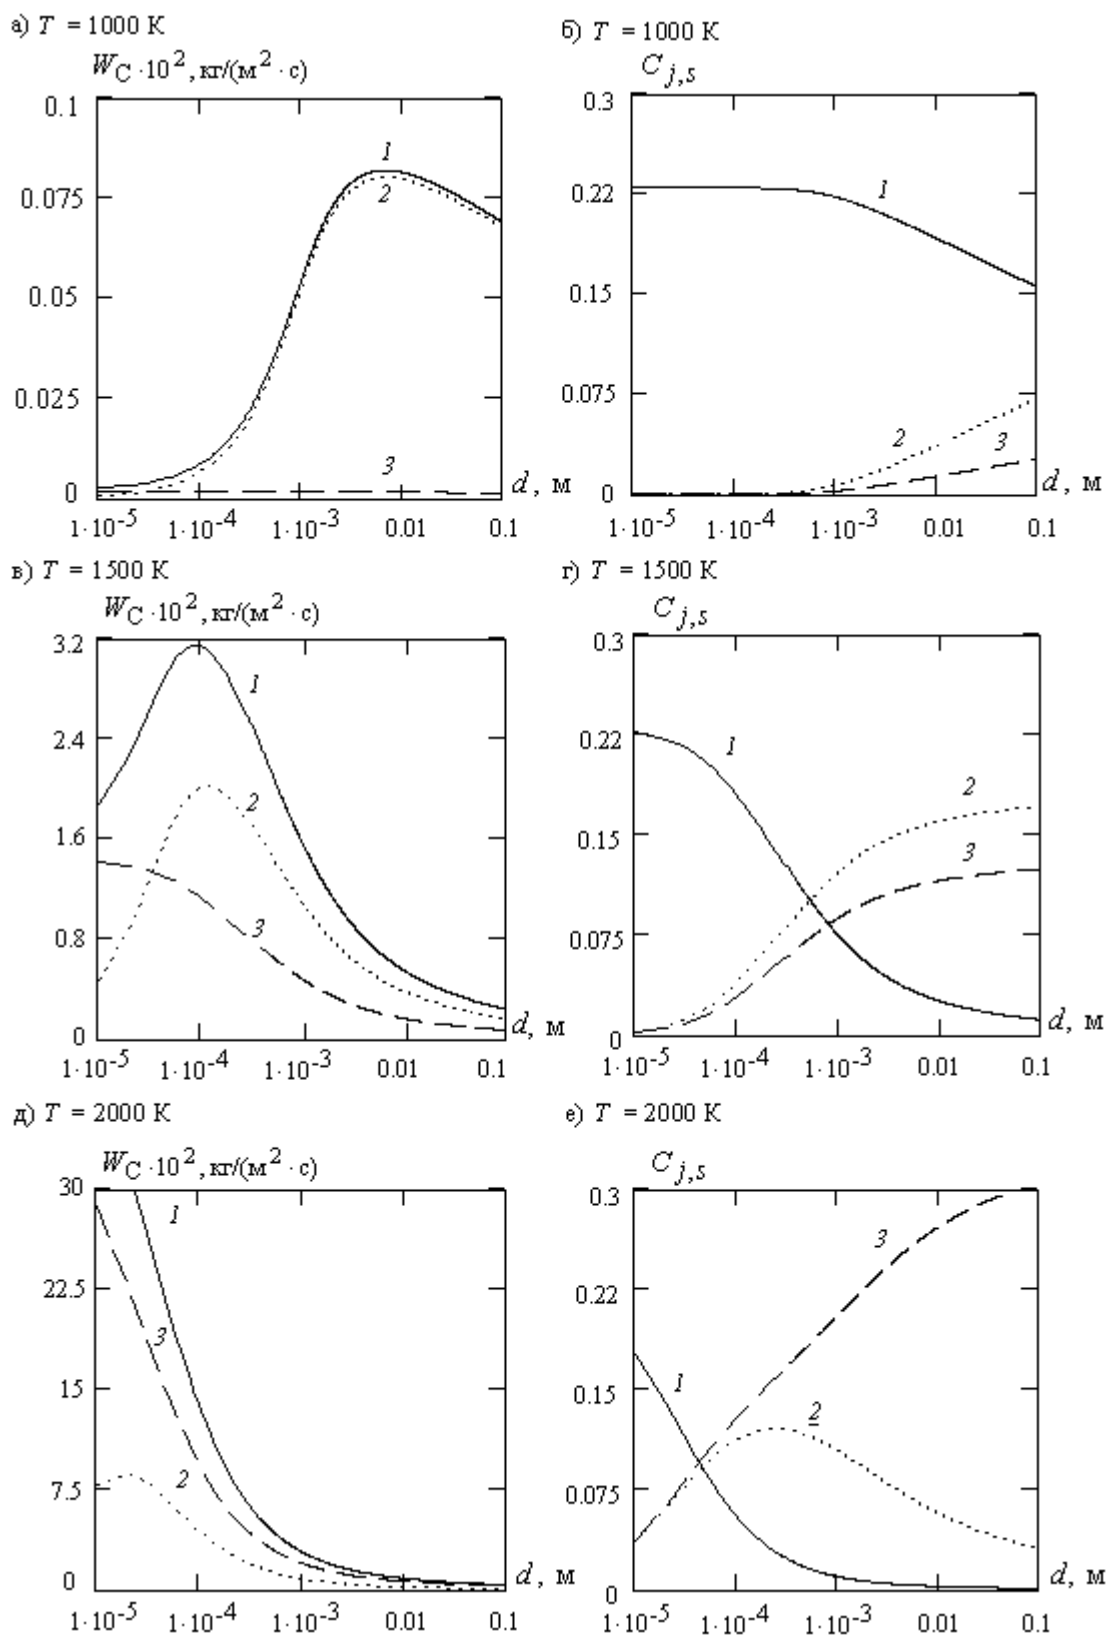 а) T = 1000 К
W_C · 10², кг/(м² · с)
0.1
0.075
0.05
0.025
0
1
2
3
d, м
1·10⁻⁵ 1·10⁻⁴ 1·10⁻³ 0.01 0.1
б) T = 1000 К
C_j,s
0.3
0.22
0.15
0.075
0
1
2
3
d, м
1·10⁻⁵ 1·10⁻⁴ 1·10⁻³ 0.01 0.1
в) T = 1500 К
W_C · 10², кг/(м² · с)
3.2
2.4
1.6
0.8
0
1
2
3
d, м
1·10⁻⁵ 1·10⁻⁴ 1·10⁻³ 0.01 0.1
г) T = 1500 К
C_j,s
0.3
0.22
0.15
0.075
0
1
2
3
d, м
1·10⁻⁵ 1·10⁻⁴ 1·10⁻³ 0.01 0.1
д) T = 2000 К
W_C · 10², кг/(м² · с)
30
22.5
15
7.5
0
1
3
2
d, м
1·10⁻⁵ 1·10⁻⁴ 1·10⁻³ 0.01 0.1
е) T = 2000 К
C_j,s
0.3
0.22
0.15
0.075
0
3
1
2
d, м
1·10⁻⁵ 1·10⁻⁴ 1·10⁻³ 0.01 0.1